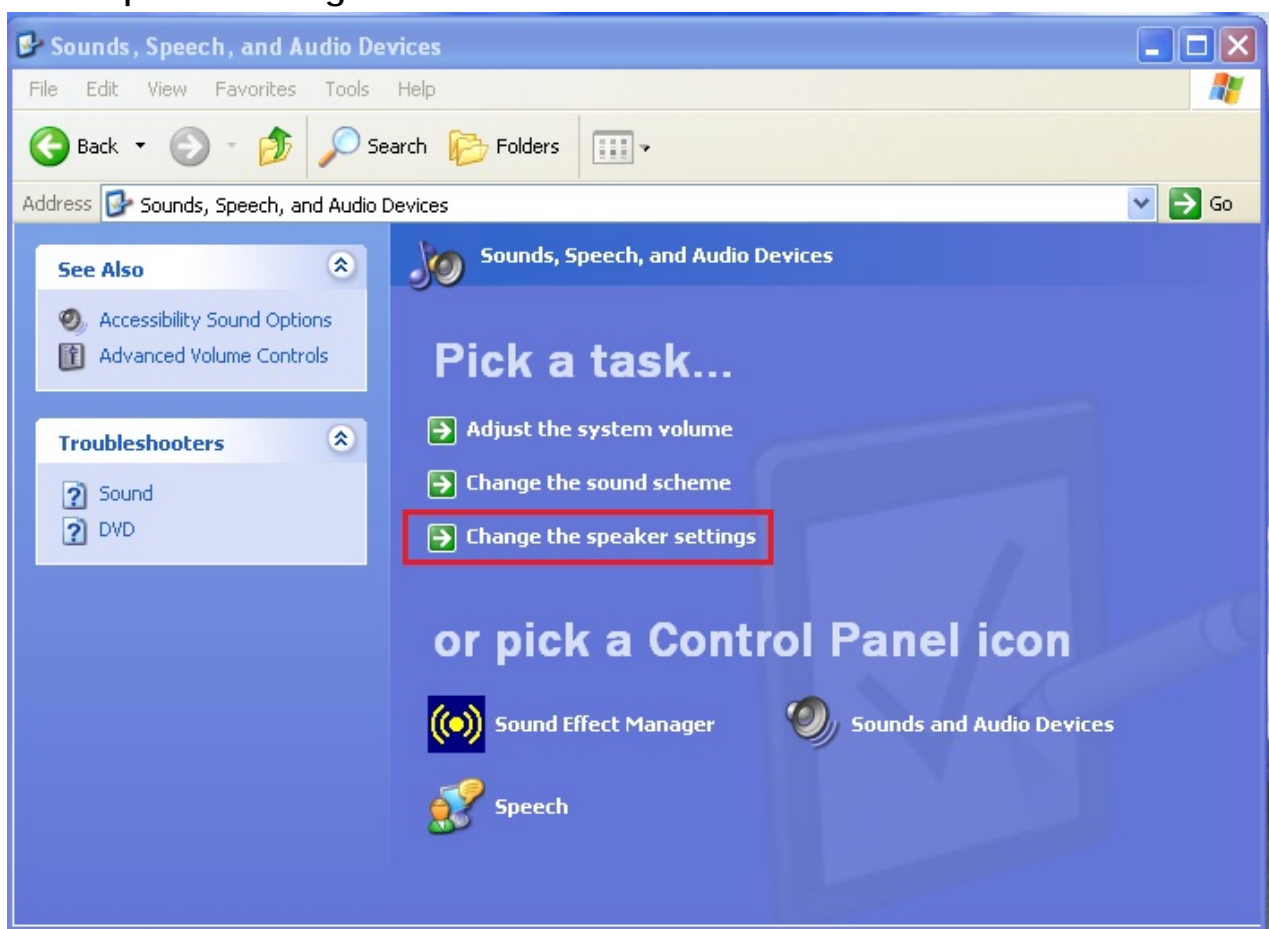 Sounds, Speech, and Audio Devices
File Edit View Favorites Tools Help
Back Search Folders
Address Sounds, Speech, and Audio Devices Go
See Also
Accessibility Sound Options
Advanced Volume Controls
Troubleshooters
Sound
DVD
Sounds, Speech, and Audio Devices
Pick a task...
Adjust the system volume
Change the sound scheme
Change the speaker settings
or pick a Control Panel icon
Sound Effect Manager Sounds and Audio Devices
Speech